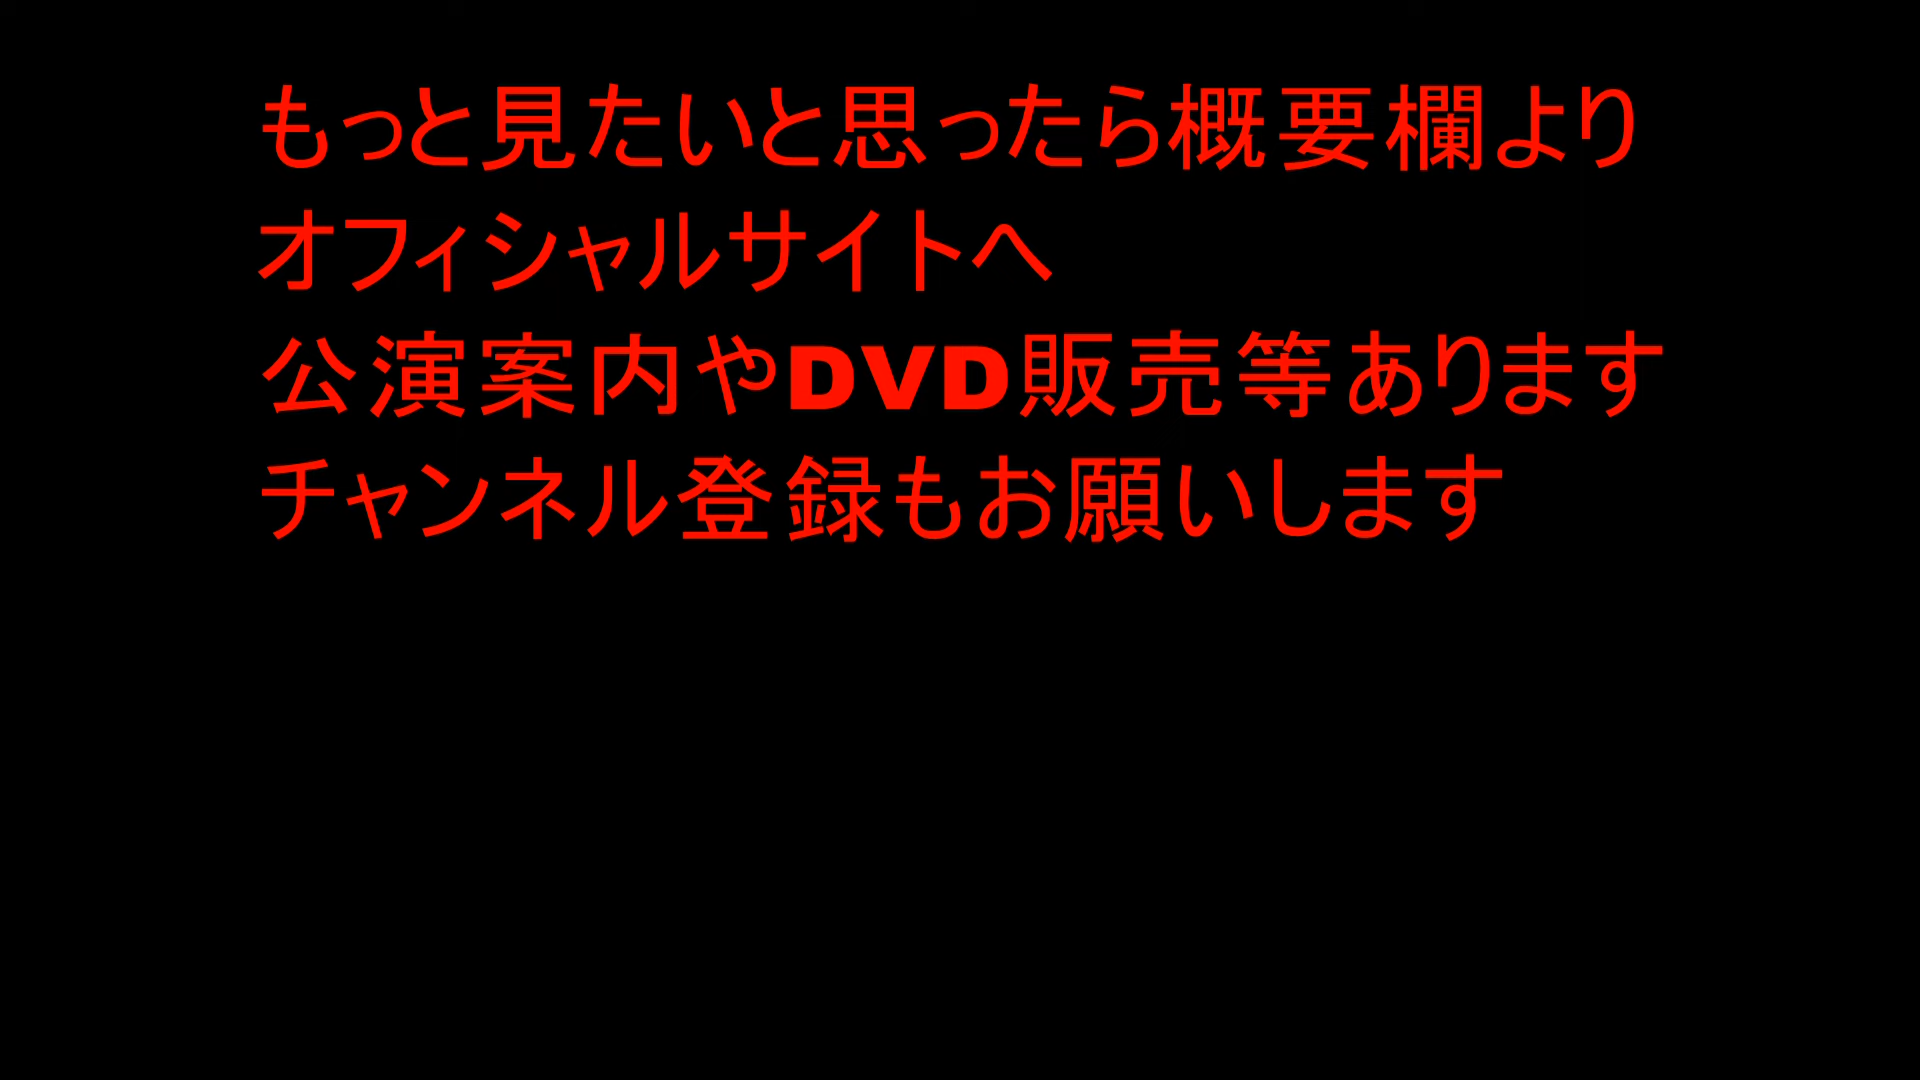 もっと見たいと思ったら概要欄より
オフィシャルサイトへ
公演案内やDVD販売等あります
チャンネル登録もお願いします